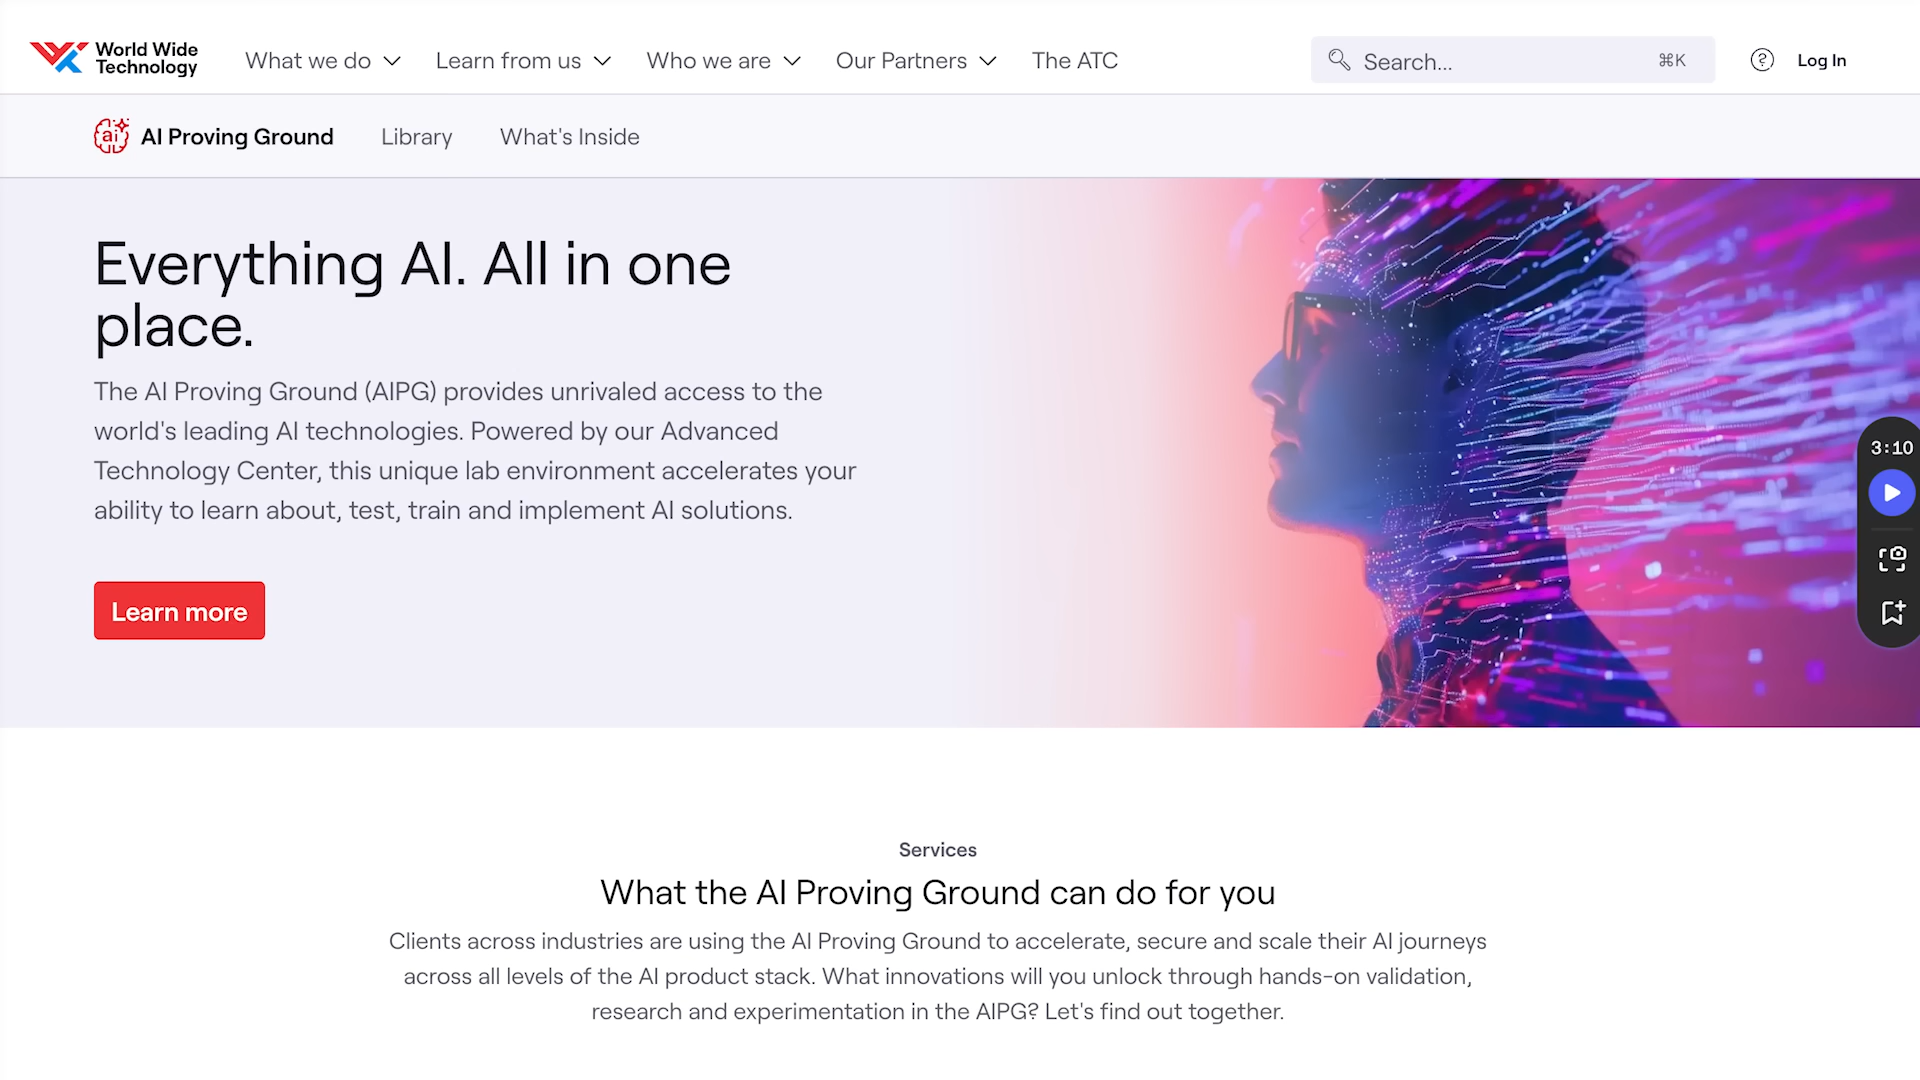 World Wide
Technology
What we do
Learn from us
Who we are
Our Partners
The ATC
Search...
⌘K
?
Log In
ai
AI Proving Ground
Library
What's Inside
Everything AI. All in one
place.
The AI Proving Ground (AIPG) provides unrivaled access to the
world's leading AI technologies. Powered by our Advanced
Technology Center, this unique lab environment accelerates your
ability to learn about, test, train and implement AI solutions.
3:10
Learn more
Services
What the AI Proving Ground can do for you
Clients across industries are using the AI Proving Ground to accelerate, secure and scale their AI journeys
across all levels of the AI product stack. What innovations will you unlock through hands-on validation,
research and experimentation in the AIPG? Let's find out together.